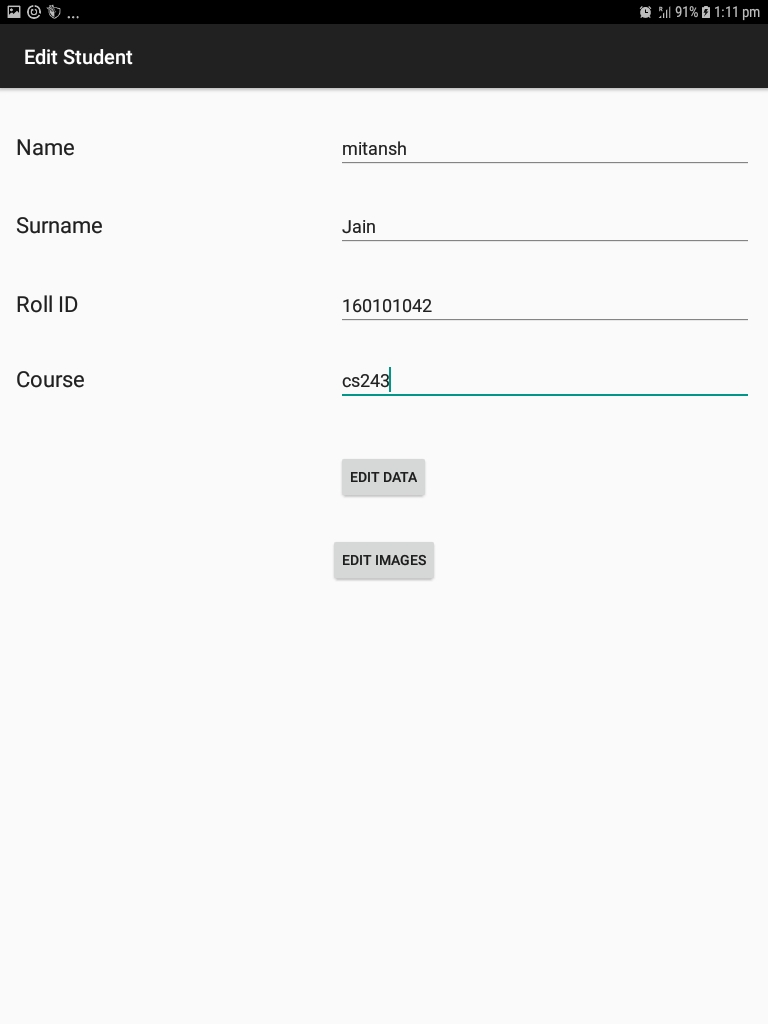 ... 91% 1:11 pm
Edit Student
Name mitansh
Surname Jain
Roll ID 160101042
Course cs243
EDIT DATA
EDIT IMAGES